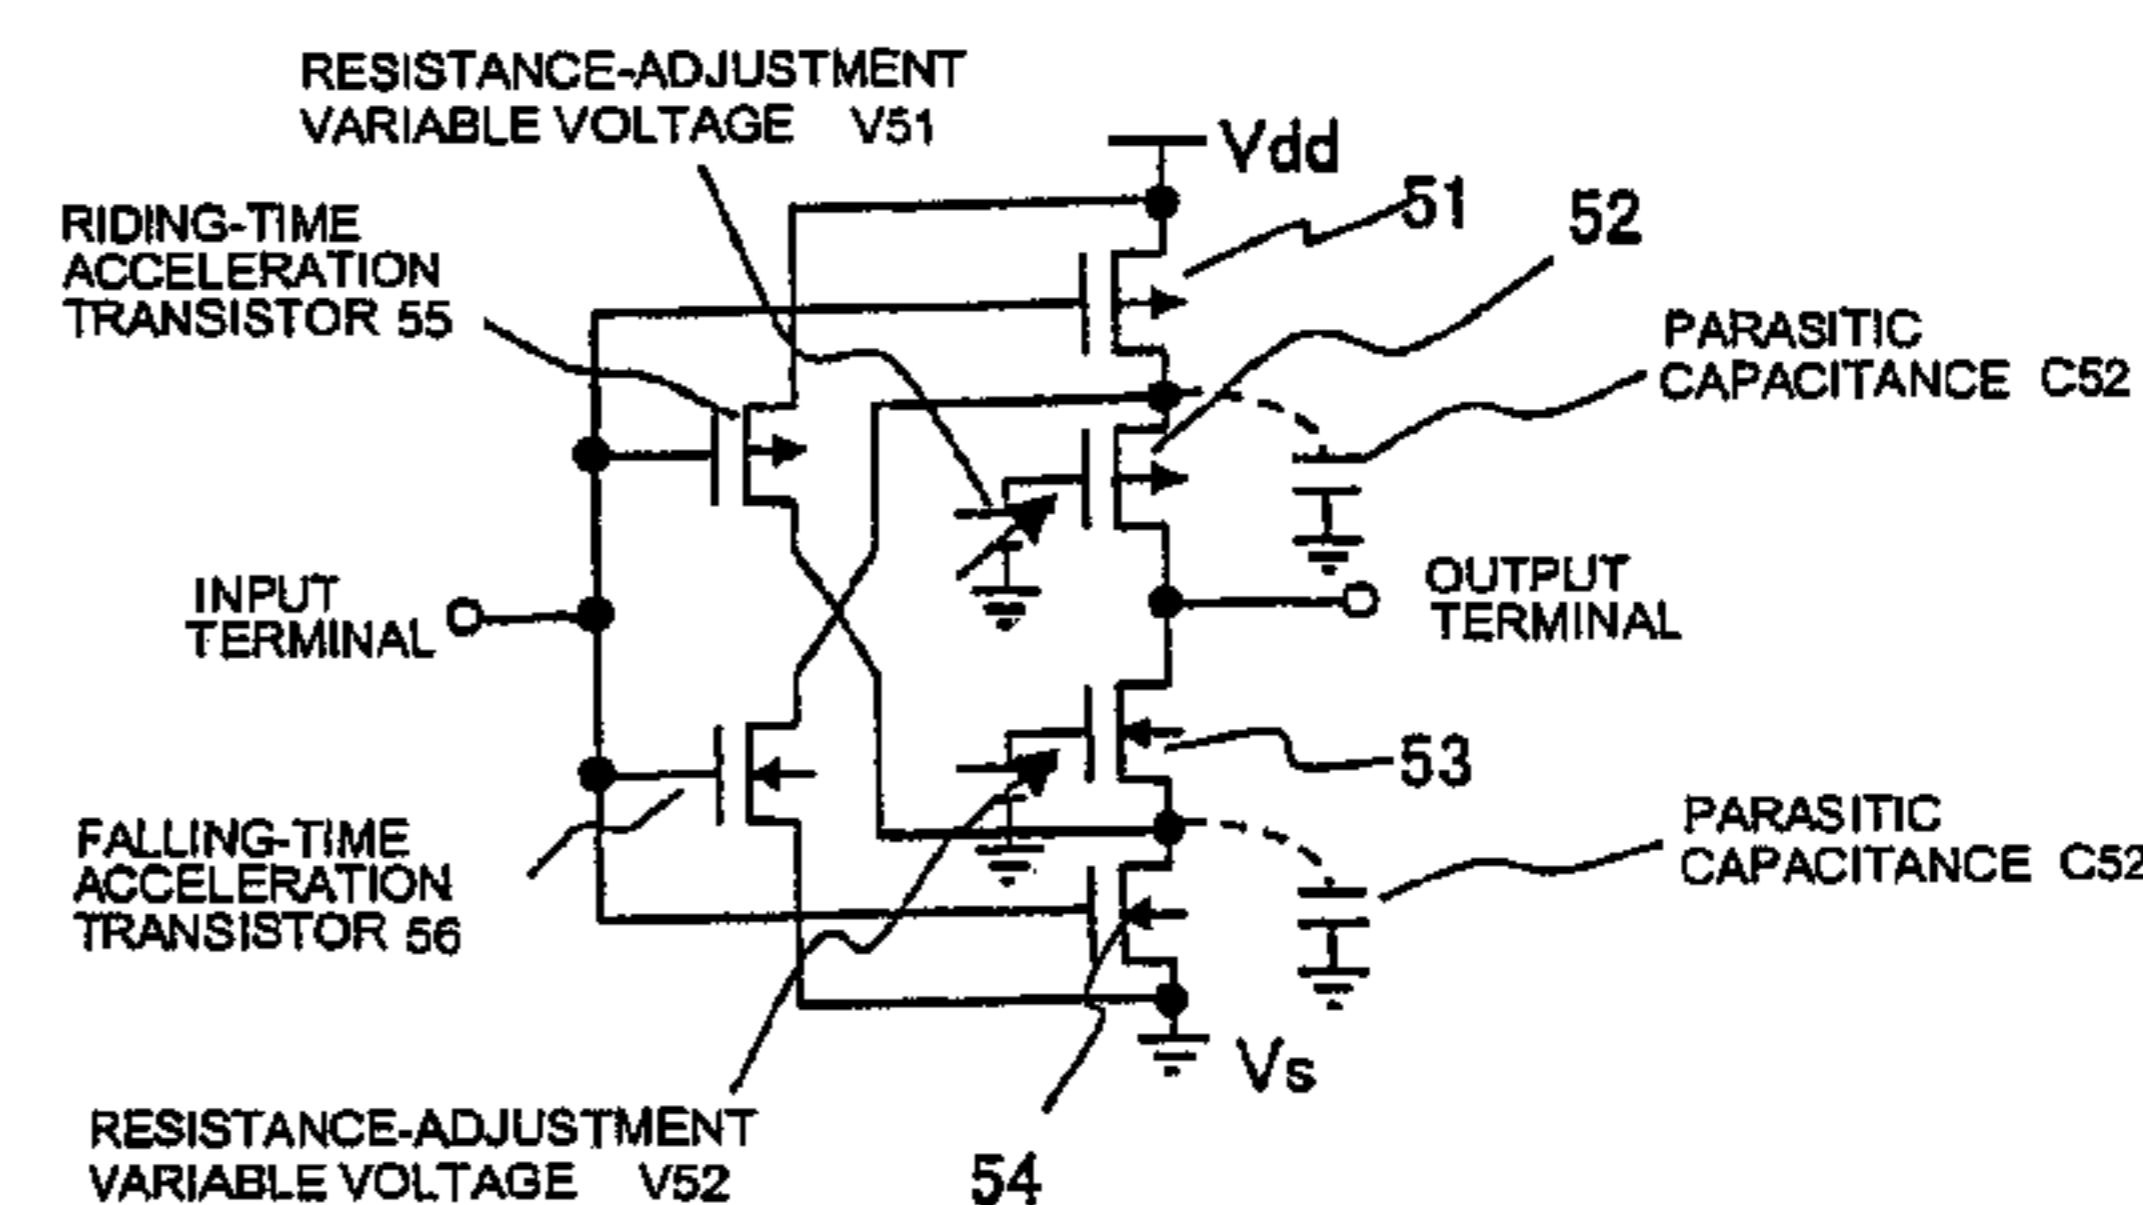 RESISTANCE-ADJUSTMENT
VARIABLE VOLTAGE V51
Vdd
51
52
RIDING-TIME
ACCELERATION
TRANSISTOR 55
PARASITIC
CAPACITANCE C52
INPUT
TERMINAL
OUTPUT
TERMINAL
53
FALLING-TIME
ACCELERATION
TRANSISTOR 56
PARASITIC
CAPACITANCE C52
Vs
RESISTANCE-ADJUSTMENT
VARIABLE VOLTAGE V52
54